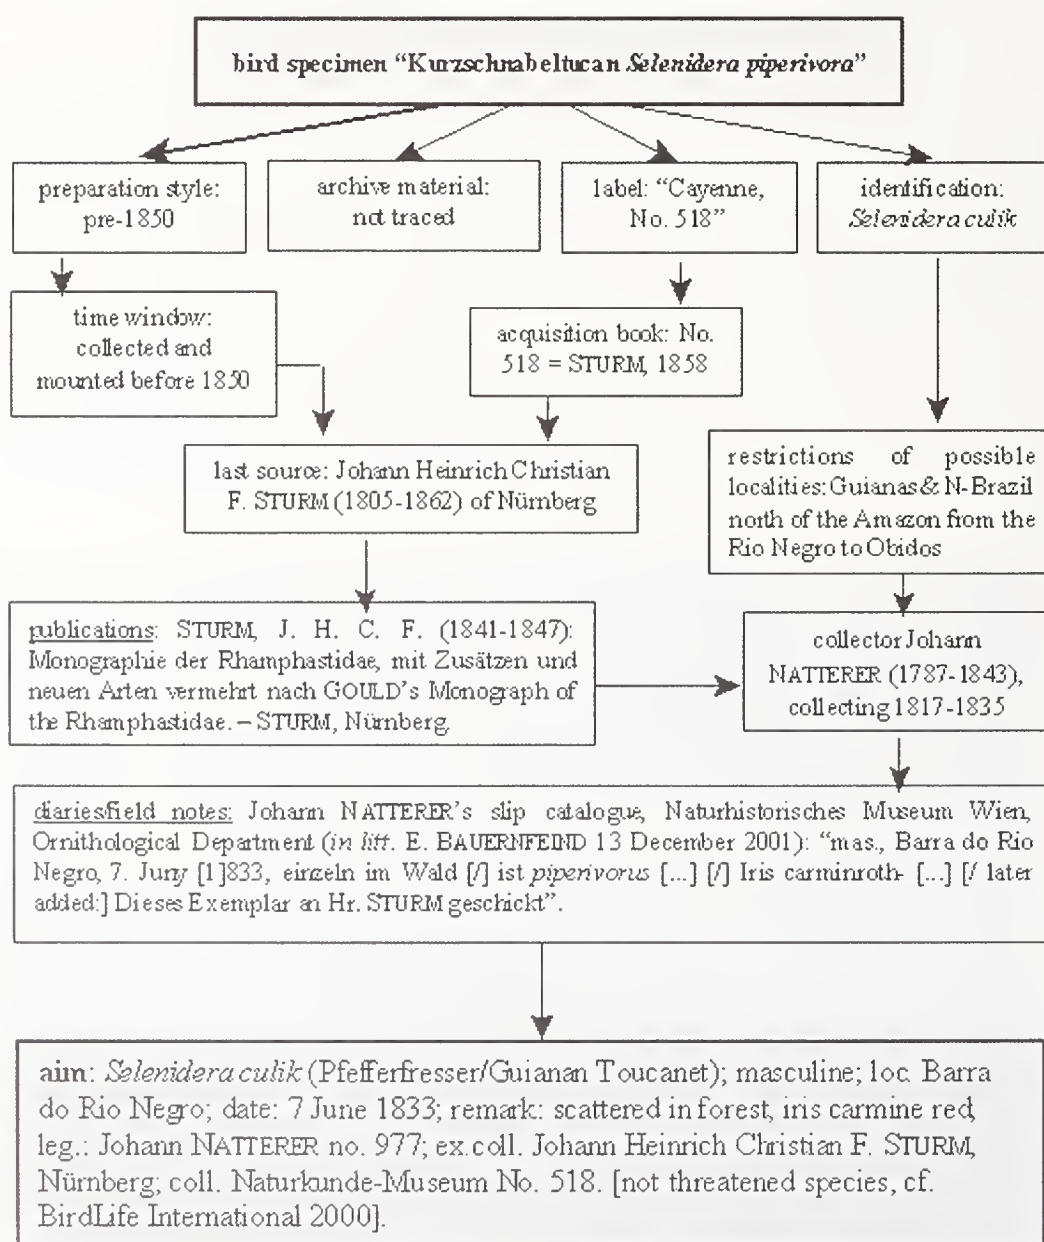 bird specimen “Kurzschnabeltucan Selenidera piperivora”
preparation style:
pre-1850
archive material:
not traced
label: “Cayenne,
No. 518”
identification:
Selenidera culik
time window:
collected and
mounted before 1850
acquisition book: No.
518 = STURM, 1858
last source: Johann Heinrich Christian
F. STURM (1805-1862) of Nürnberg
restrictions of possible
localities: Guianas & N-Brazil
north of the Amazon from the
Rio Negro to Obidos
publications: STURM, J. H. C. F. (1841-1847):
Monographie der Rhamphastidae, mit Zusätzen und
neuen Arten vermehrt nach GOULD’s Monograph of
the Rhamphastidae. – STURM, Nürnberg.
collector Johann
NATTERER (1787-1843),
collecting 1817-1835
diaries/field notes: Johann NATTERER’s slip catalogue, Naturhistorisches Museum Wien,
Ornithological Department (in litt. E. BAUERNFEIND 13 December 2001): “mas., Barra do Rio
Negro, 7. Juny [1]833, einzeln im Wald [/] ist piperivorus [...] [/] Iris carminroth- [...] [/ later
added:] Dieses Exemplar an Hr. STURM geschickt”.
aim: Selenidera culik (Pfefferfresser/Guianan Toucanet); masculine; loc. Barra
do Rio Negro; date: 7 June 1833; remark: scattered in forest, iris carmine red,
leg.: Johann NATTERER no. 977; ex.coll. Johann Heinrich Christian F. STURM,
Nürnberg; coll. Naturkunde-Museum No. 518. [not threatened species, cf.
BirdLife International 2000].